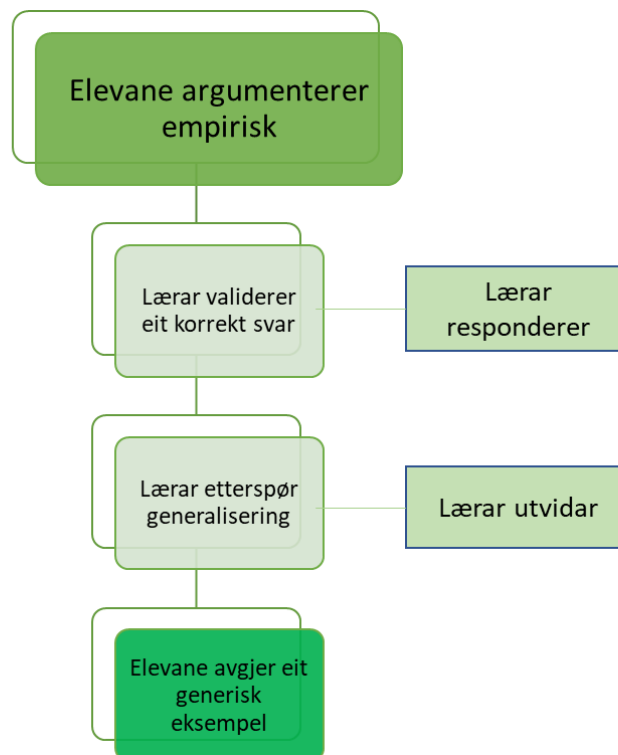 Elevane argumenterer
empirisk
Lærar validerer
eit korrekt svar
Lærar
responderer
Lærar etterspør
generalisering
Lærar utvidar
Elevane avgjer eit
generisk
eksempel